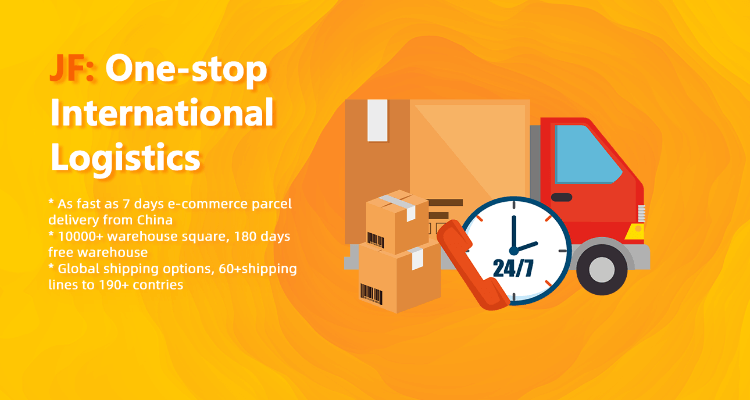 JF: One-stop
International
Logistics
* As fast as 7 days e-commerce parcel
delivery from China
* 10000+ warehouse square, 180 days
free warehouse
* Global shipping options, 60+shipping
lines to 190+ contries
24/7